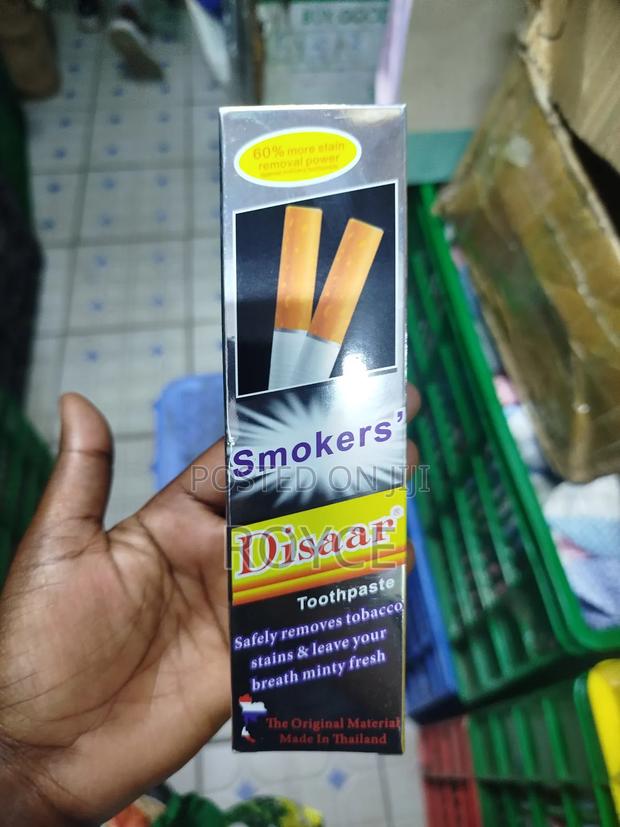 60% more stain
removal power
Smokers'
POSTED ON JIJI
Disaar®
ROYCE
Toothpaste
Safely removes tobacco
stains & leave your
breath minty fresh
The Original Material
Made In Thailand